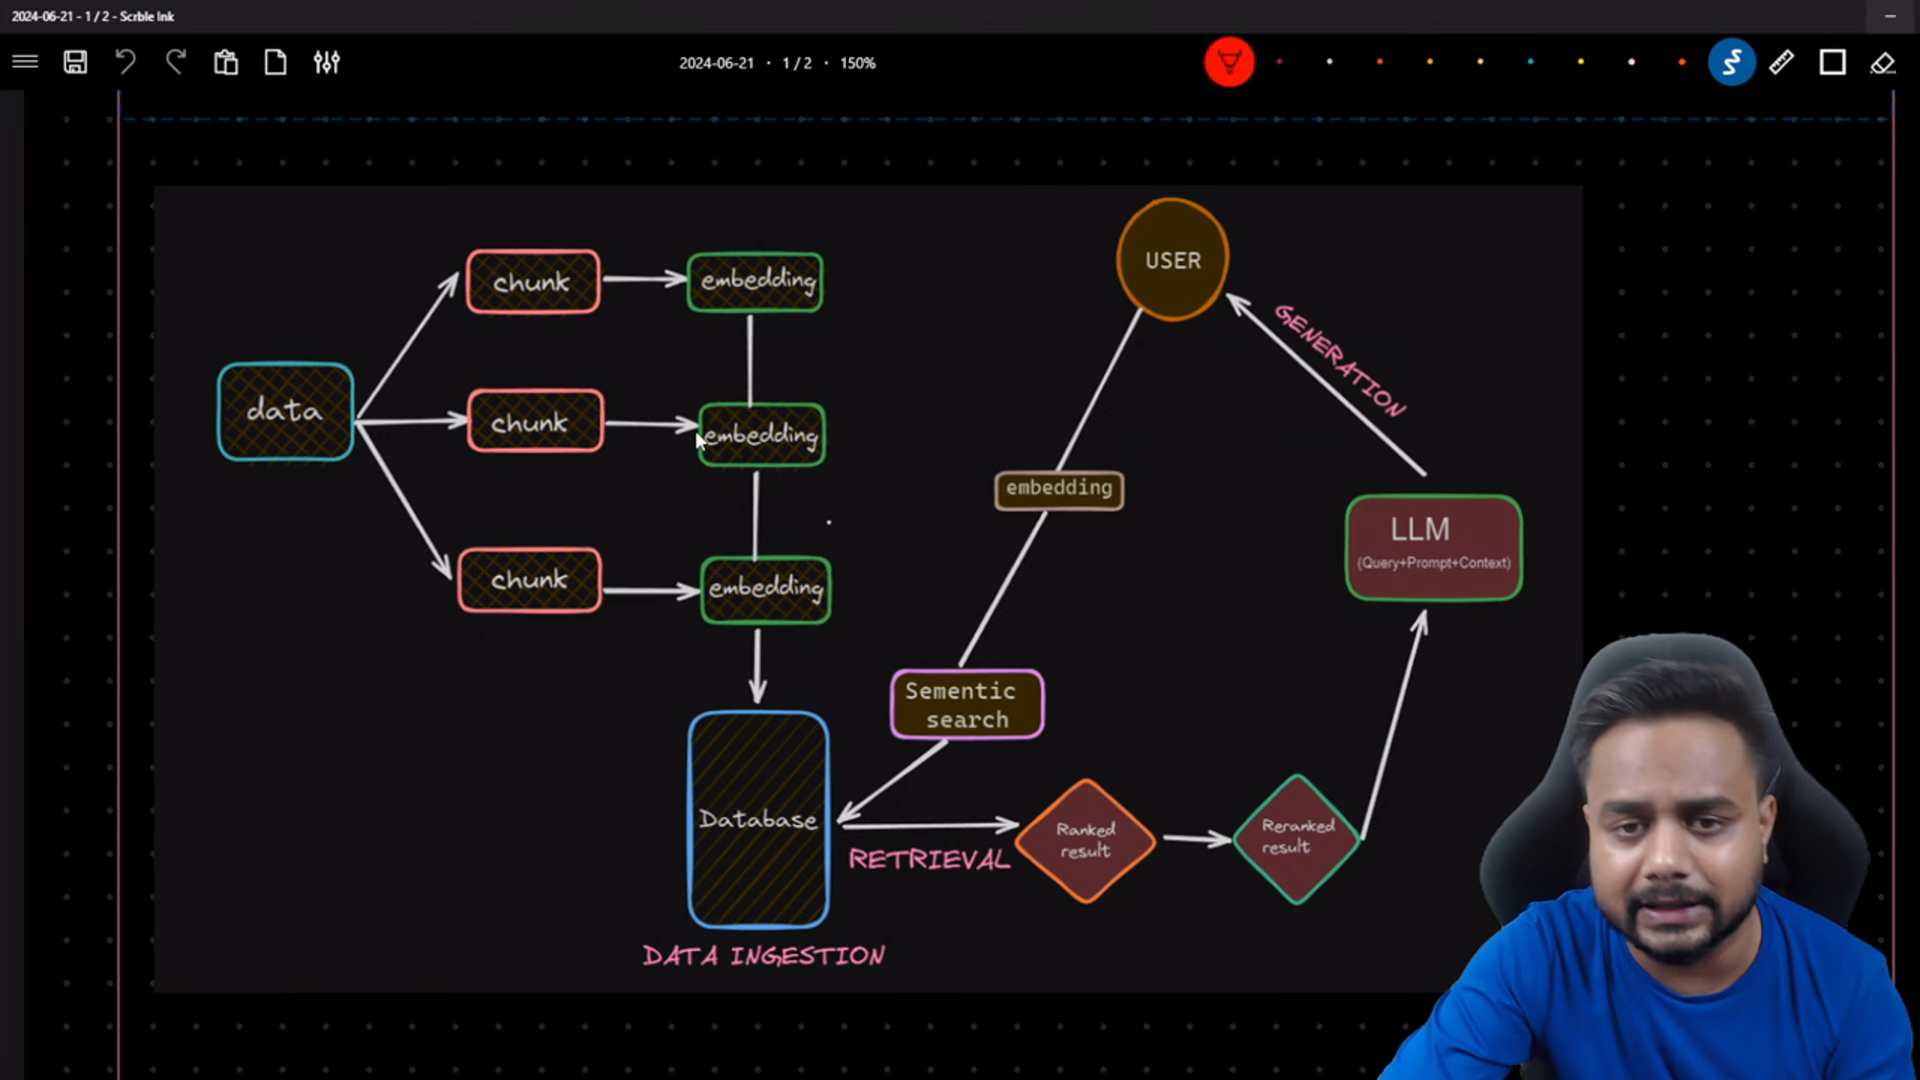 2024-06-21 - 1 / 2 - Scrble Ink
2024-06-21 · 1 / 2 · 150%
USER
chunk
embedding
GENERATION
data
chunk
embedding
embedding
LLM
(Query+Prompt+Context)
chunk
embedding
Sementic
search
Database
Ranked
result
Reranked
result
RETRIEVAL
DATA INGESTION